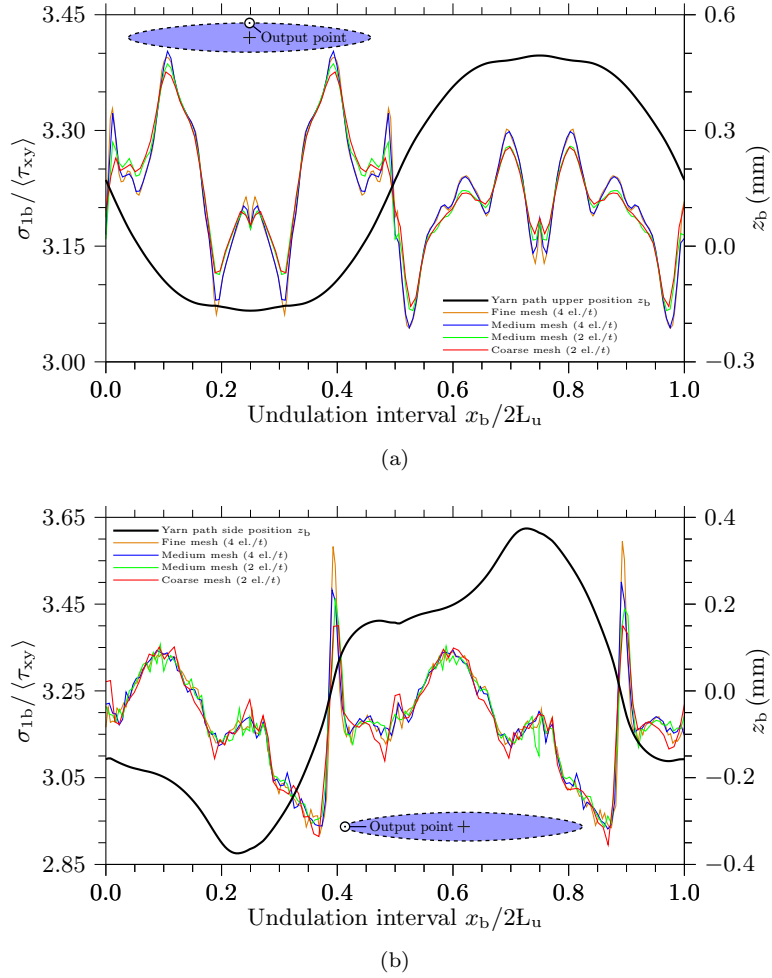 3.45
3.30
3.15
3.00
σ1b/ ⟨τxy⟩
0.6
0.3
0.0
−0.3
zb (mm)
Output point
Yarn path upper position zb
Fine mesh (4 el./t)
Medium mesh (4 el./t)
Medium mesh (2 el./t)
Coarse mesh (2 el./t)
0.0 0.2 0.4 0.6 0.8 1.0
Undulation interval xb/2Łu
(a)
3.65
3.45
3.25
3.05
2.85
σ1b/ ⟨τxy⟩
0.4
0.2
0.0
−0.2
−0.4
zb (mm)
Yarn path side position zb
Fine mesh (4 el./t)
Medium mesh (4 el./t)
Medium mesh (2 el./t)
Coarse mesh (2 el./t)
Output point
0.0 0.2 0.4 0.6 0.8 1.0
Undulation interval xb/2Łu
(b)